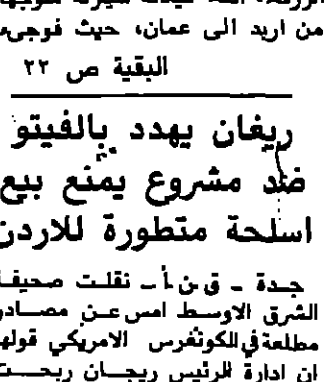 من اربد الى عمان، حيث فوجىء
البقية ص ٢٢
ريغان يهدد بالفيتو
ضد مشروع يمنع بيع
اسلحة متطورة للاردن
جدة ـ ق ن أ ـ نقلت صحيفة
الشرق الاوسط امس عن مصادر
مطلعة في الكونغرس الامريكي قولها
ان ادارة الرئيس ريجان ربحت